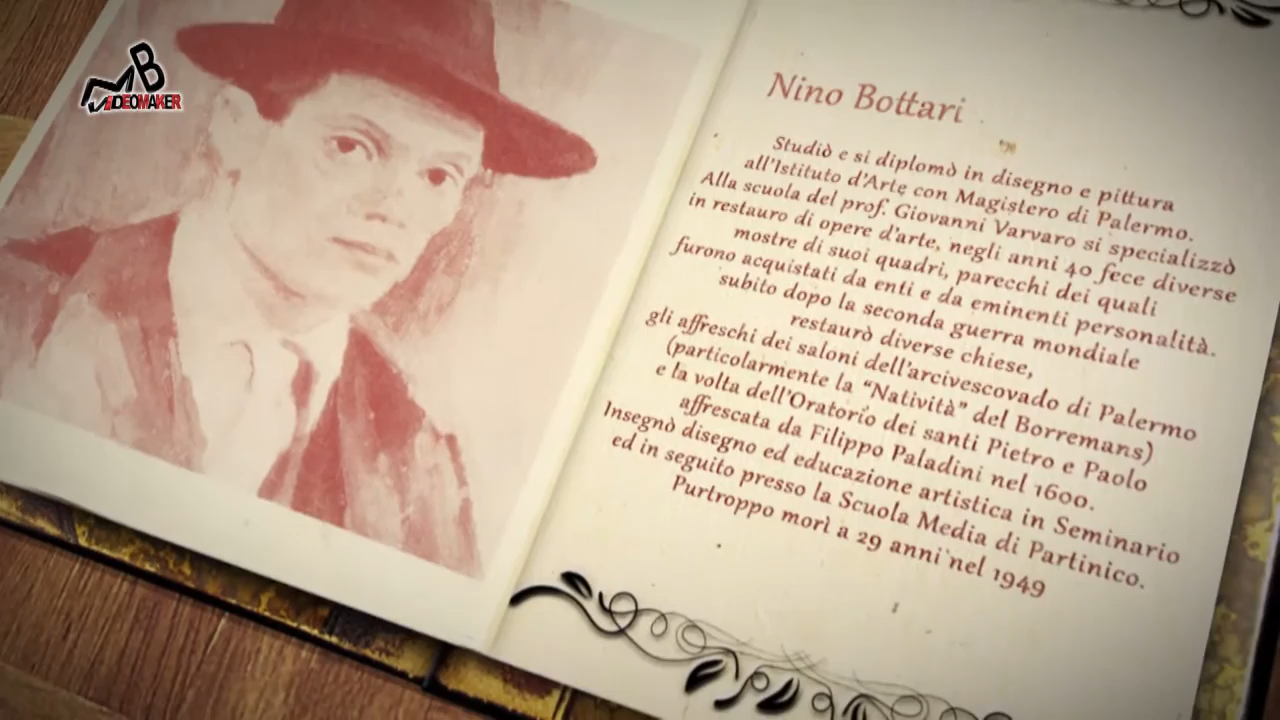 MB
VIDEOMAKER
Nino Bottari
Studiò e si diplomò in disegno e pittura
all'Istituto d'Arte con Magistero di Palermo.
Alla scuola del prof. Giovanni Varvaro si specializzò
in restauro di opere d'arte, negli anni 40 fece diverse
mostre di suoi quadri, parecchi dei quali
furono acquistati da enti e da eminenti personalità.
subito dopo la seconda guerra mondiale
restaurò diverse chiese,
gli affreschi dei saloni dell'arcivescovado di Palermo
(particolarmente la “Natività” del Borremans)
e la volta dell'Oratorio dei santi Pietro e Paolo
affrescata da Filippo Paladini nel 1600.
Insegnò disegno ed educazione artistica in Seminario
ed in seguito presso la Scuola Media di Partinico.
Purtroppo morì a 29 anni nel 1949